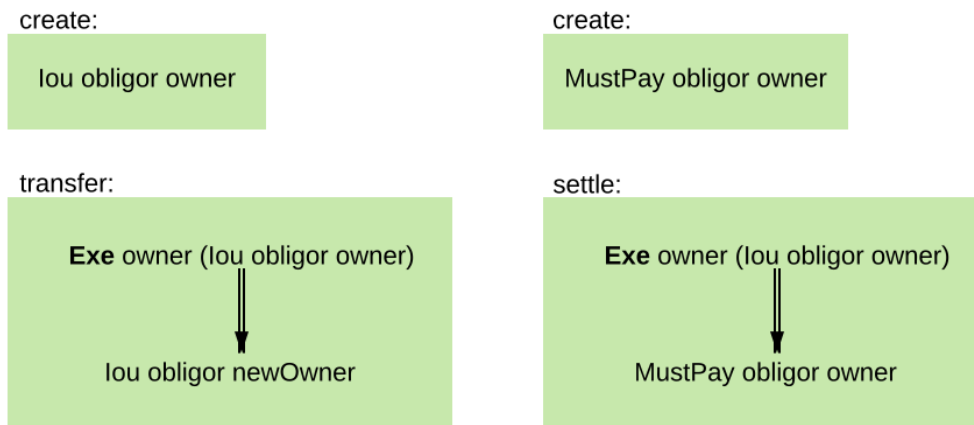 create:
Iou obligor owner
create:
MustPay obligor owner
transfer:
Exe owner (Iou obligor owner)
Iou obligor newOwner
settle:
Exe owner (Iou obligor owner)
MustPay obligor owner